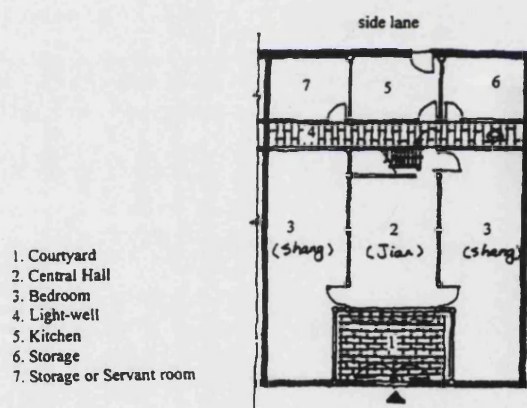 side lane
7
5
6
4
3
(Shang)
2
(Jian)
3
(Shang)
1
1. Courtyard
2. Central Hall
3. Bedroom
4. Light-well
5. Kitchen
6. Storage
7. Storage or Servant room